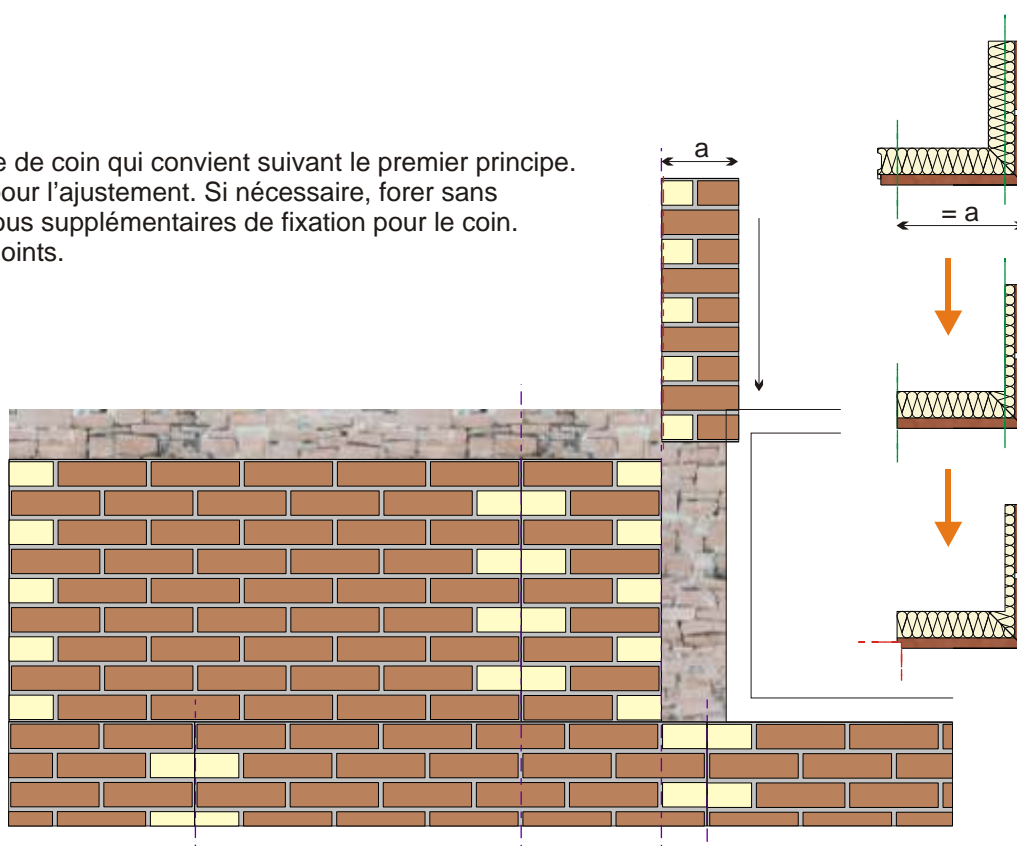 e de coin qui convient suivant le premier principe.
pour l’ajustement. Si nécessaire, forer sans
ous supplémentaires de fixation pour le coin.
oints.
a
= a